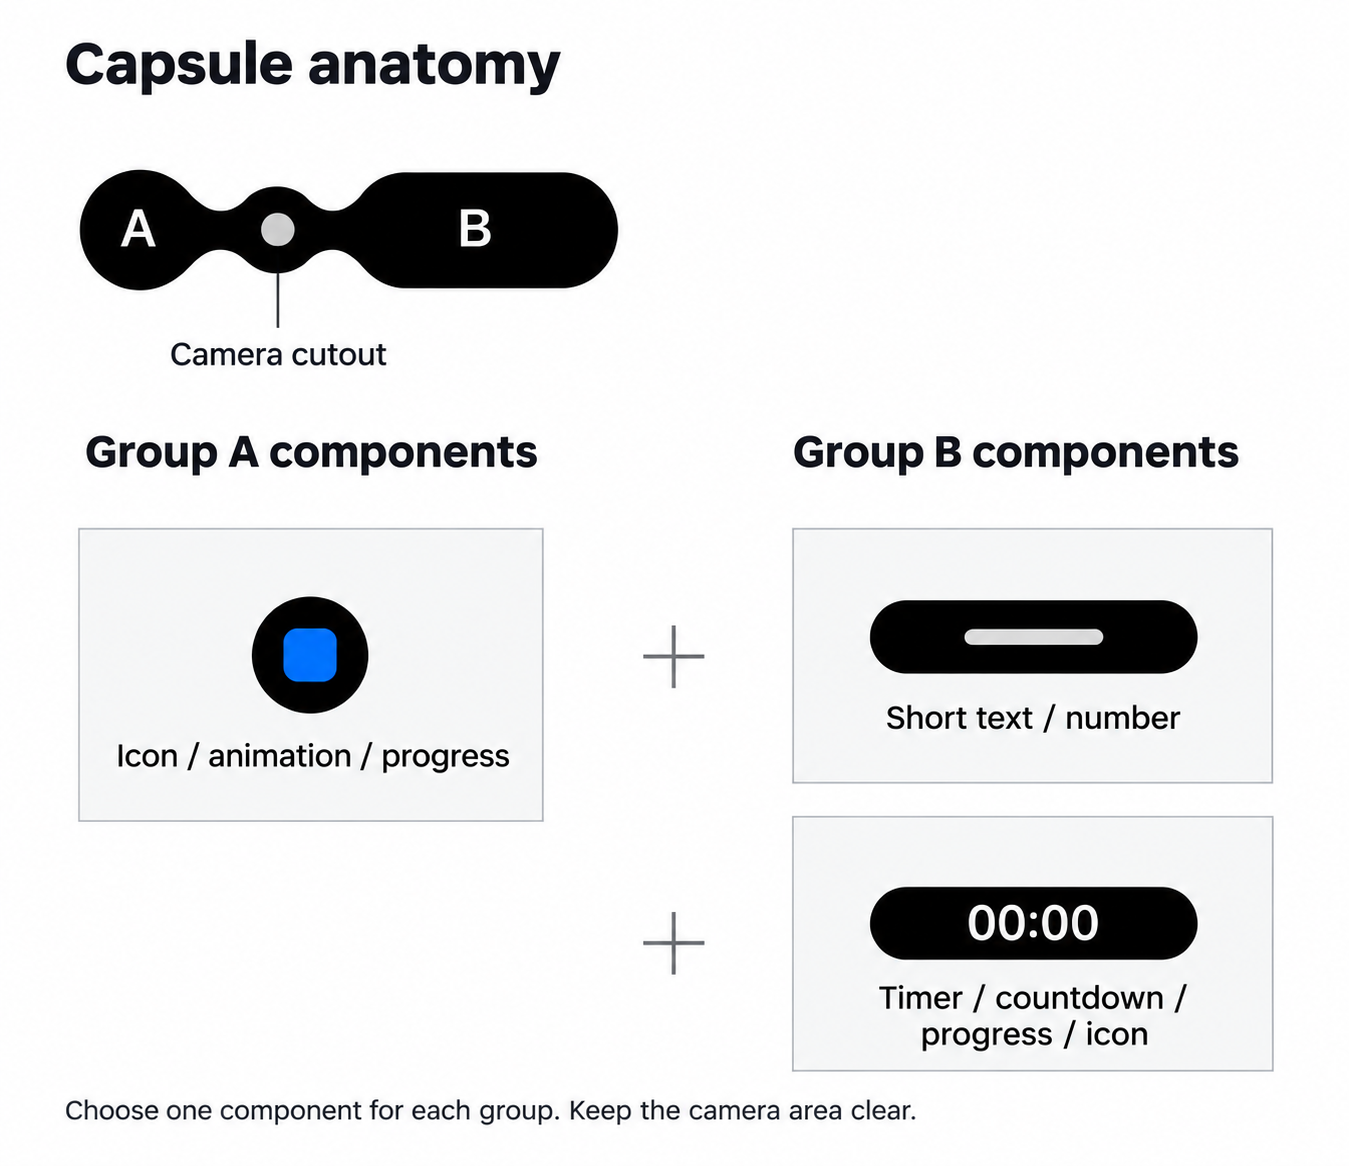 Capsule anatomy
A
B
Camera cutout
Group A components
Group B components
Icon / animation / progress
Short text / number
00:00
Timer / countdown /
progress / icon
Choose one component for each group. Keep the camera area clear.